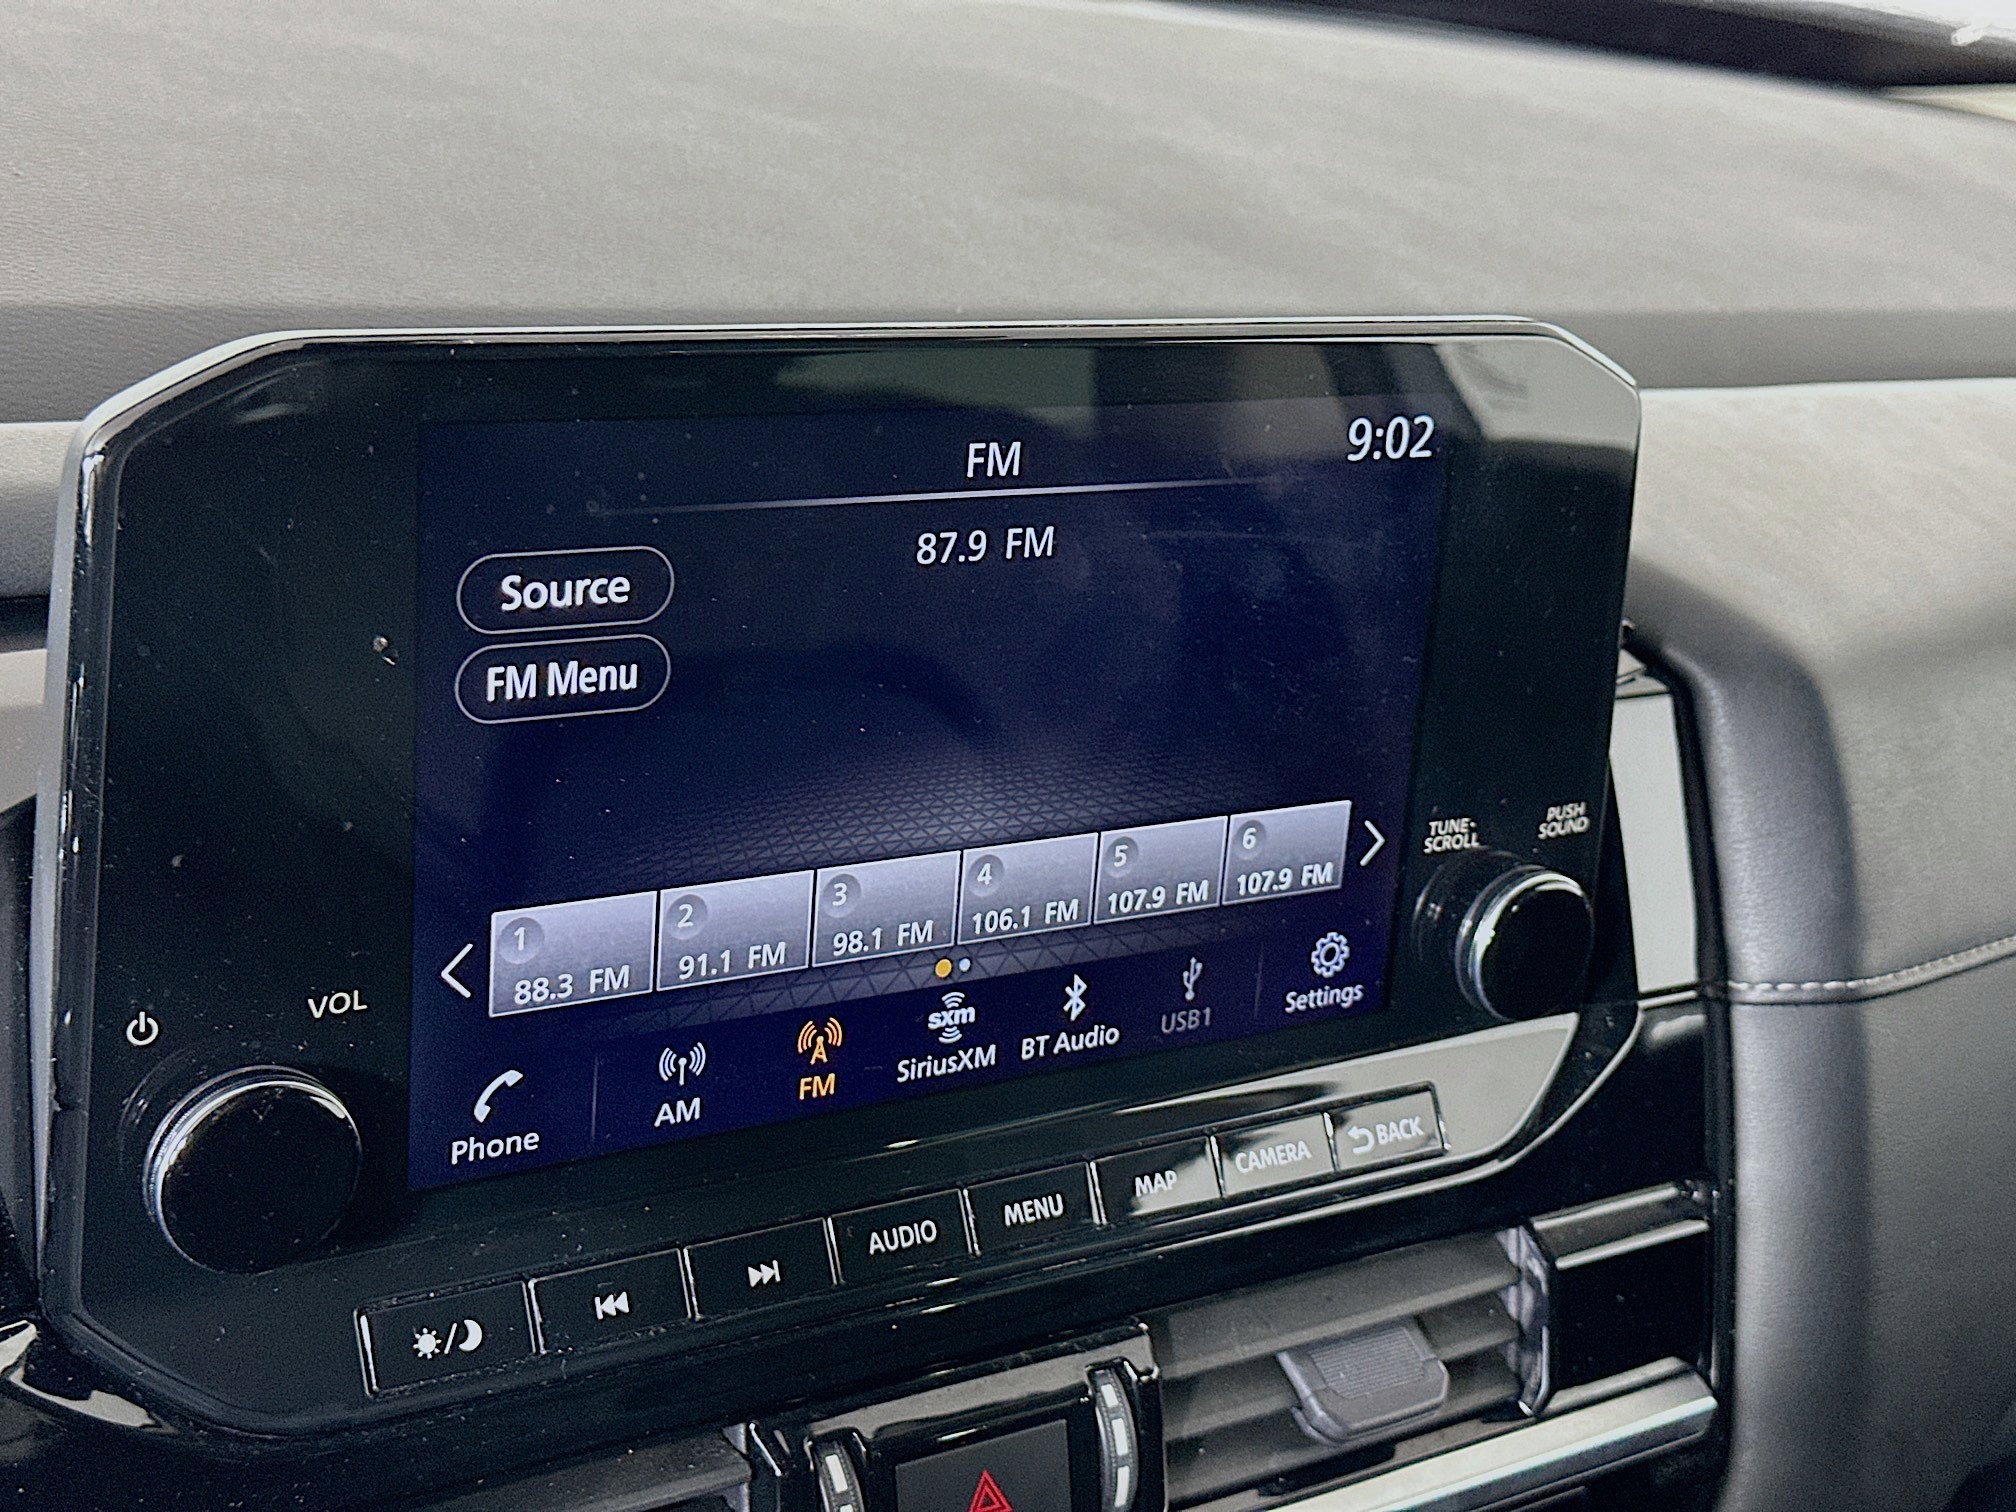 FM
9:02
87.9 FM
Source
FM Menu
1
88.3 FM
2
91.1 FM
3
98.1 FM
4
106.1 FM
5
107.9 FM
6
107.9 FM
Phone
AM
FM
sxm
SiriusXM
BT Audio
USB1
Settings
VOL
TUNE-
SCROLL
PUSH
SOUND
AUDIO
MENU
MAP
CAMERA
BACK